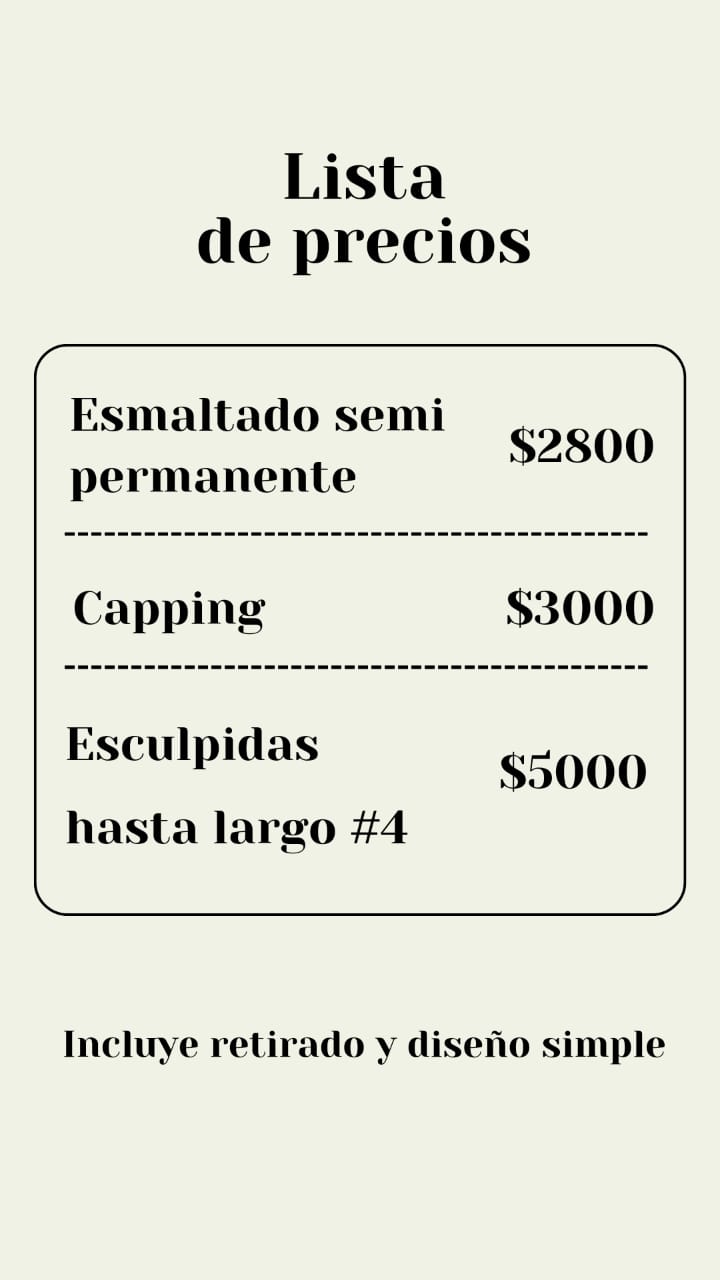 Lista
de precios
Esmaltado semi
permanente
$2800
Capping
$3000
Esculpidas
hasta largo #4
$5000
Incluye retirado y diseño simple